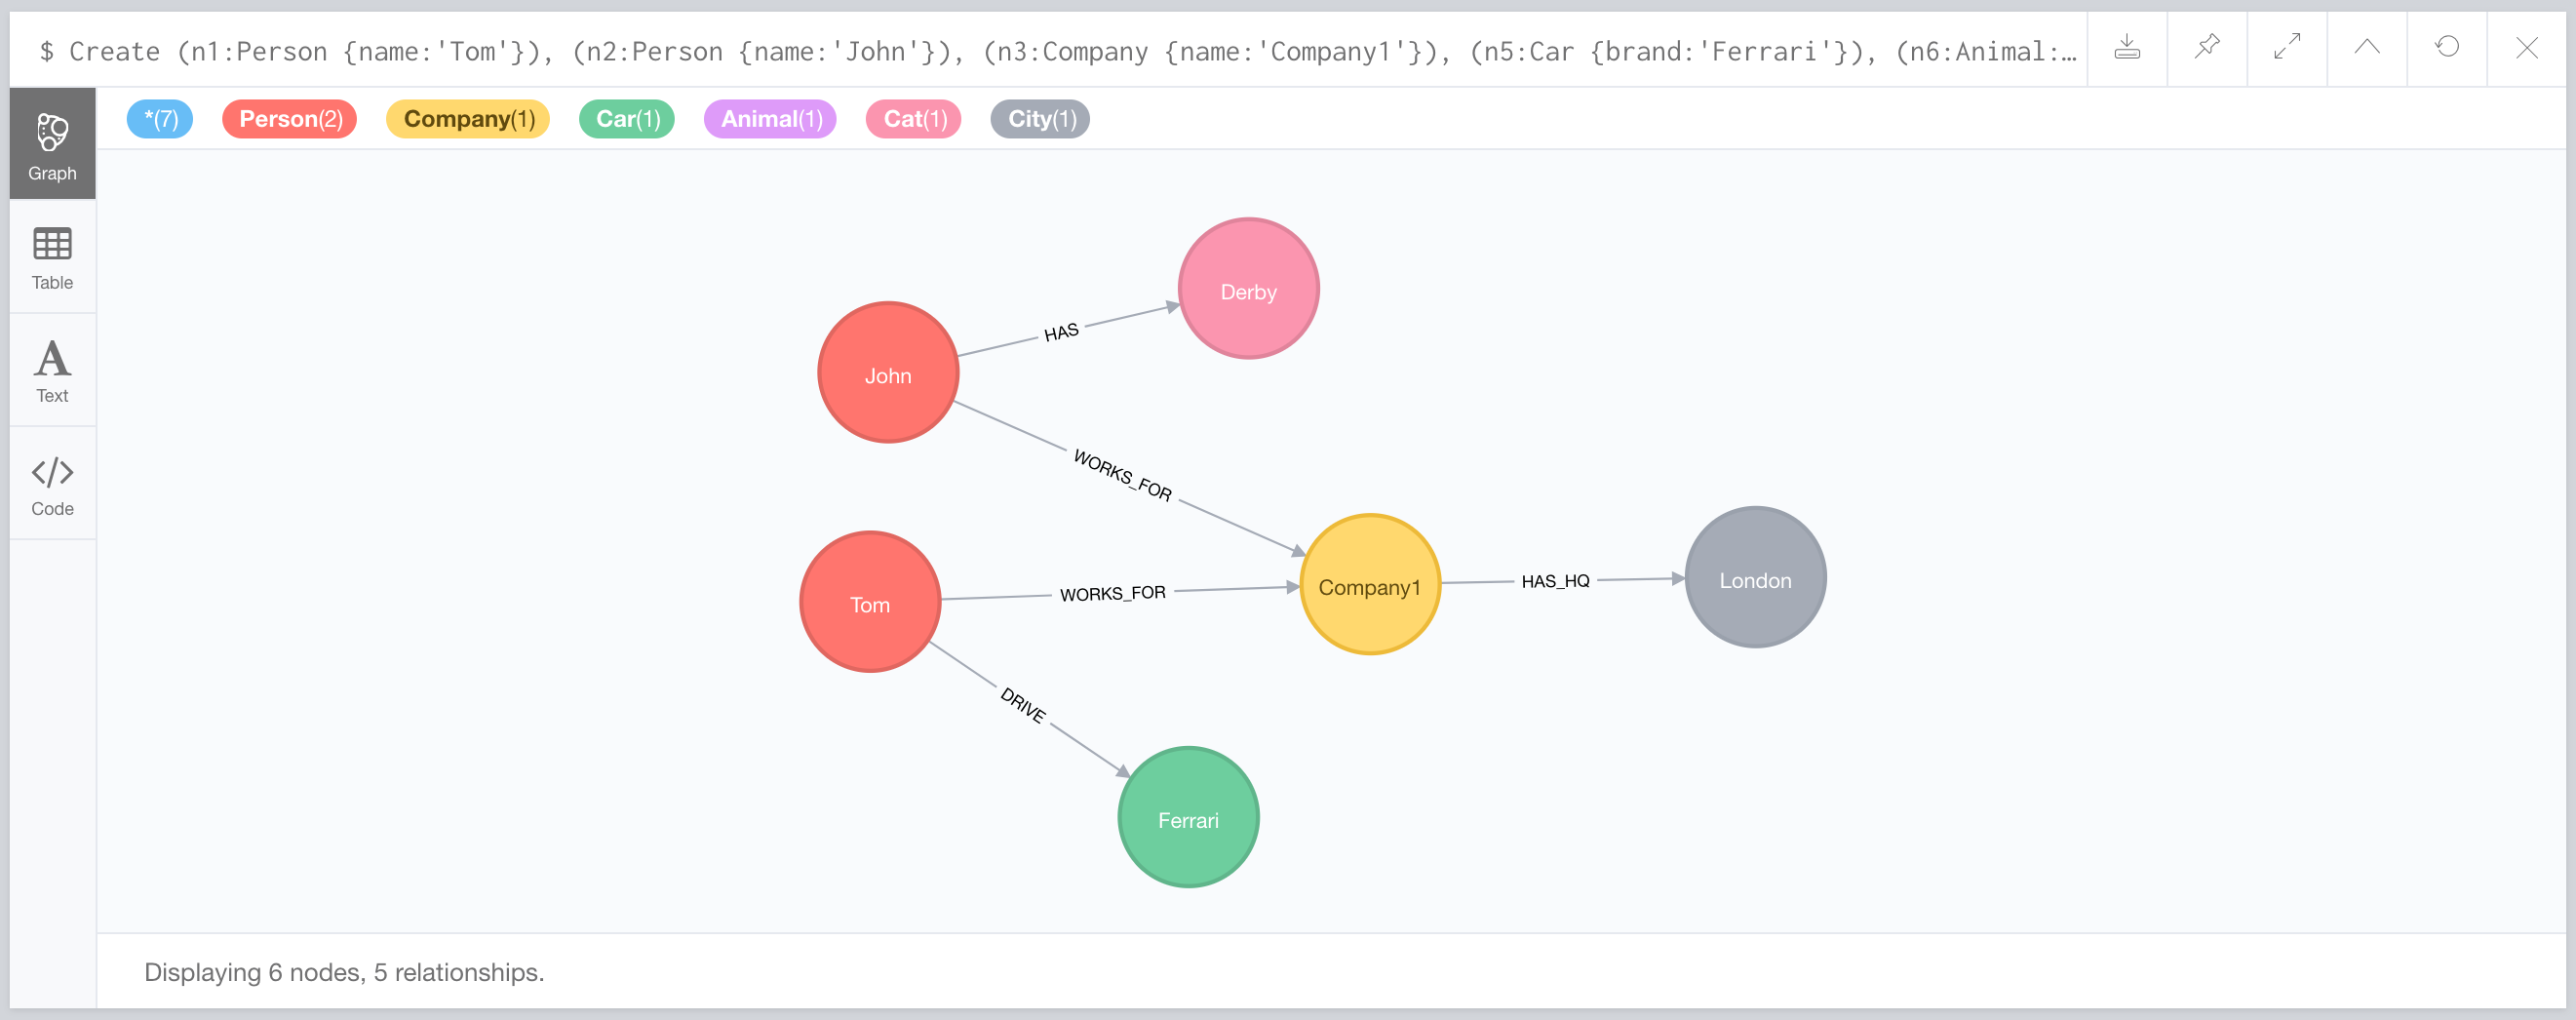 $ Create (n1:Person {name:'Tom'}), (n2:Person {name:'John'}), (n3:Company {name:'Company1'}), (n5:Car {brand:'Ferrari'}), (n6:Animal:…
*(7) Person(2) Company(1) Car(1) Animal(1) Cat(1) City(1)
Graph
Table
Text
Code
Derby
HAS
John
WORKS_FOR
Company1
HAS_HQ
London
Tom
WORKS_FOR
DRIVE
Ferrari
Displaying 6 nodes, 5 relationships.